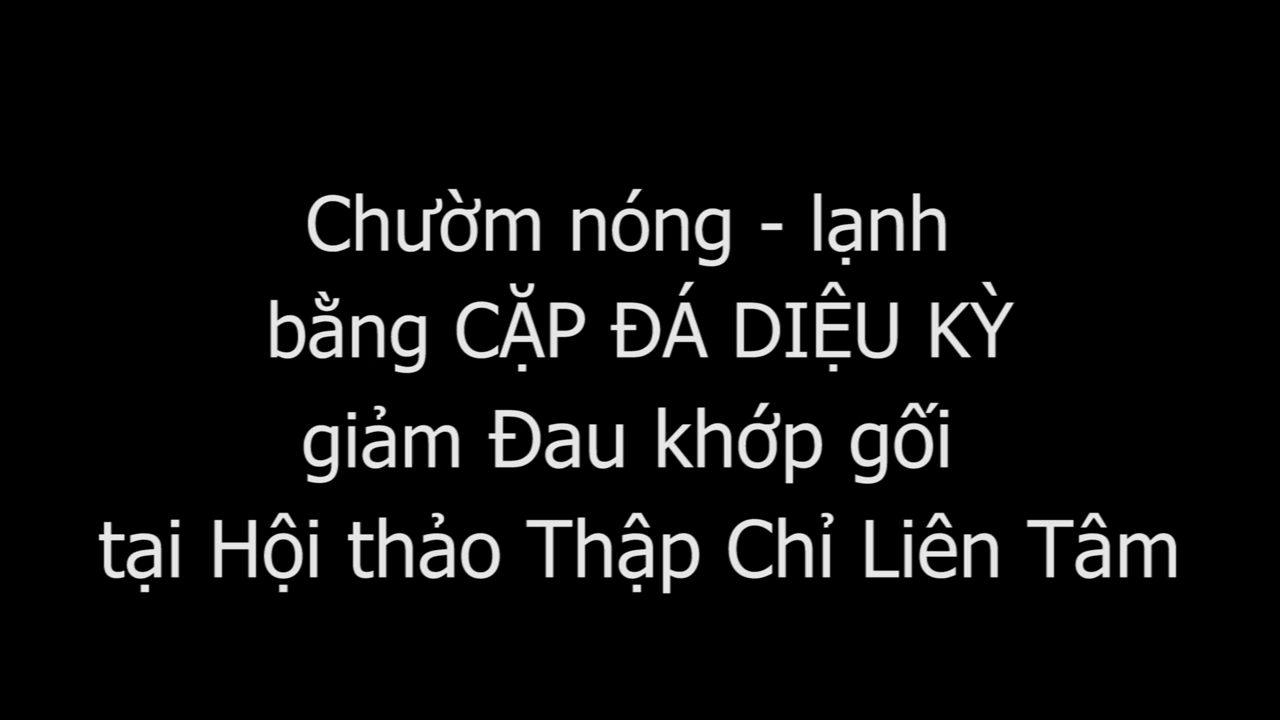 Chườm nóng - lạnh
bằng CẶP ĐÁ DIỆU KỲ
giảm Đau khớp gối
tại Hội thảo Thập Chỉ Liên Tâm